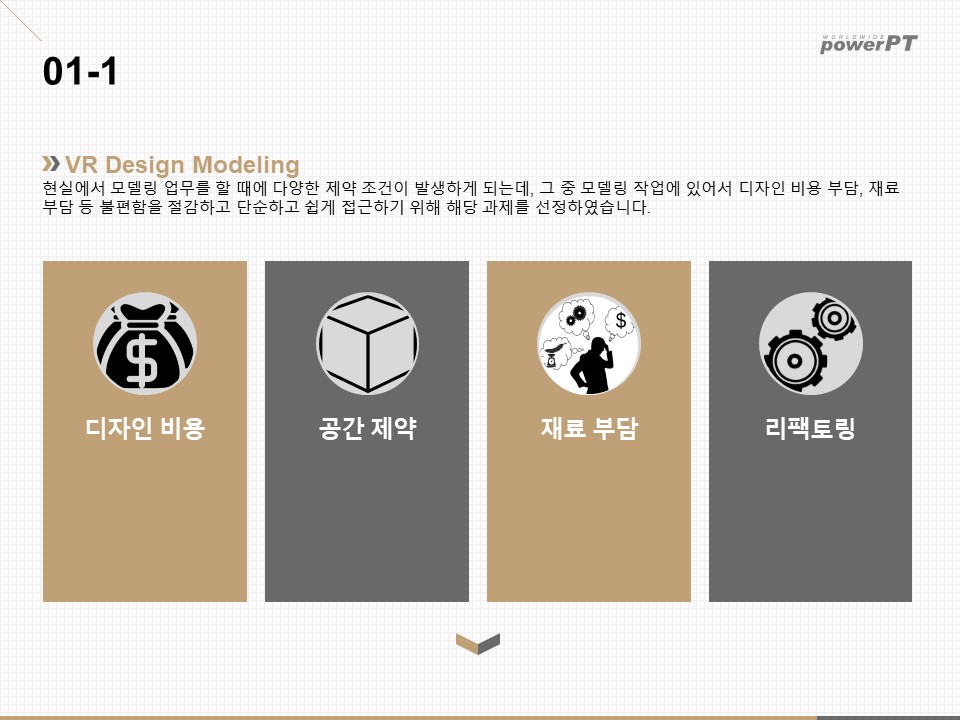 WORLDWIDE
powerPT
01-1
VR Design Modeling
현실에서 모델링 업무를 할 때에 다양한 제약 조건이 발생하게 되는데, 그 중 모델링 작업에 있어서 디자인 비용 부담, 재료
부담 등 불편함을 절감하고 단순하고 쉽게 접근하기 위해 해당 과제를 선정하였습니다.
$
$
디자인 비용
공간 제약
재료 부담
리팩토링